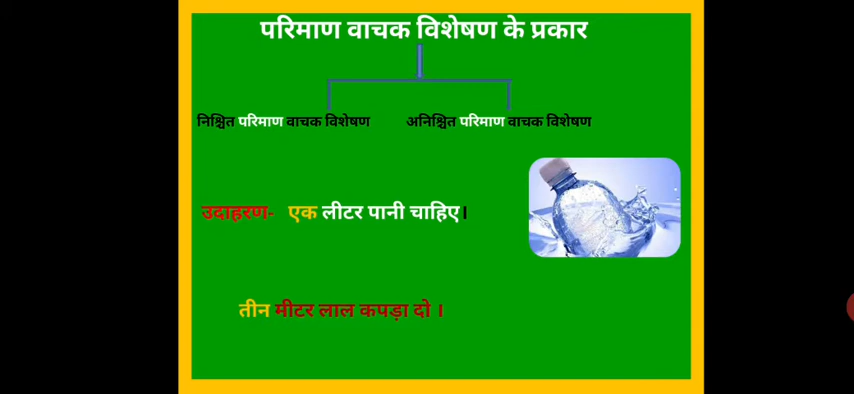 परिमाण वाचक विशेषण के प्रकार
निश्चित परिमाण वाचक विशेषण
अनिश्चित परिमाण वाचक विशेषण
उदाहरण- एक लीटर पानी चाहिए।
तीन मीटर लाल कपड़ा दो ।